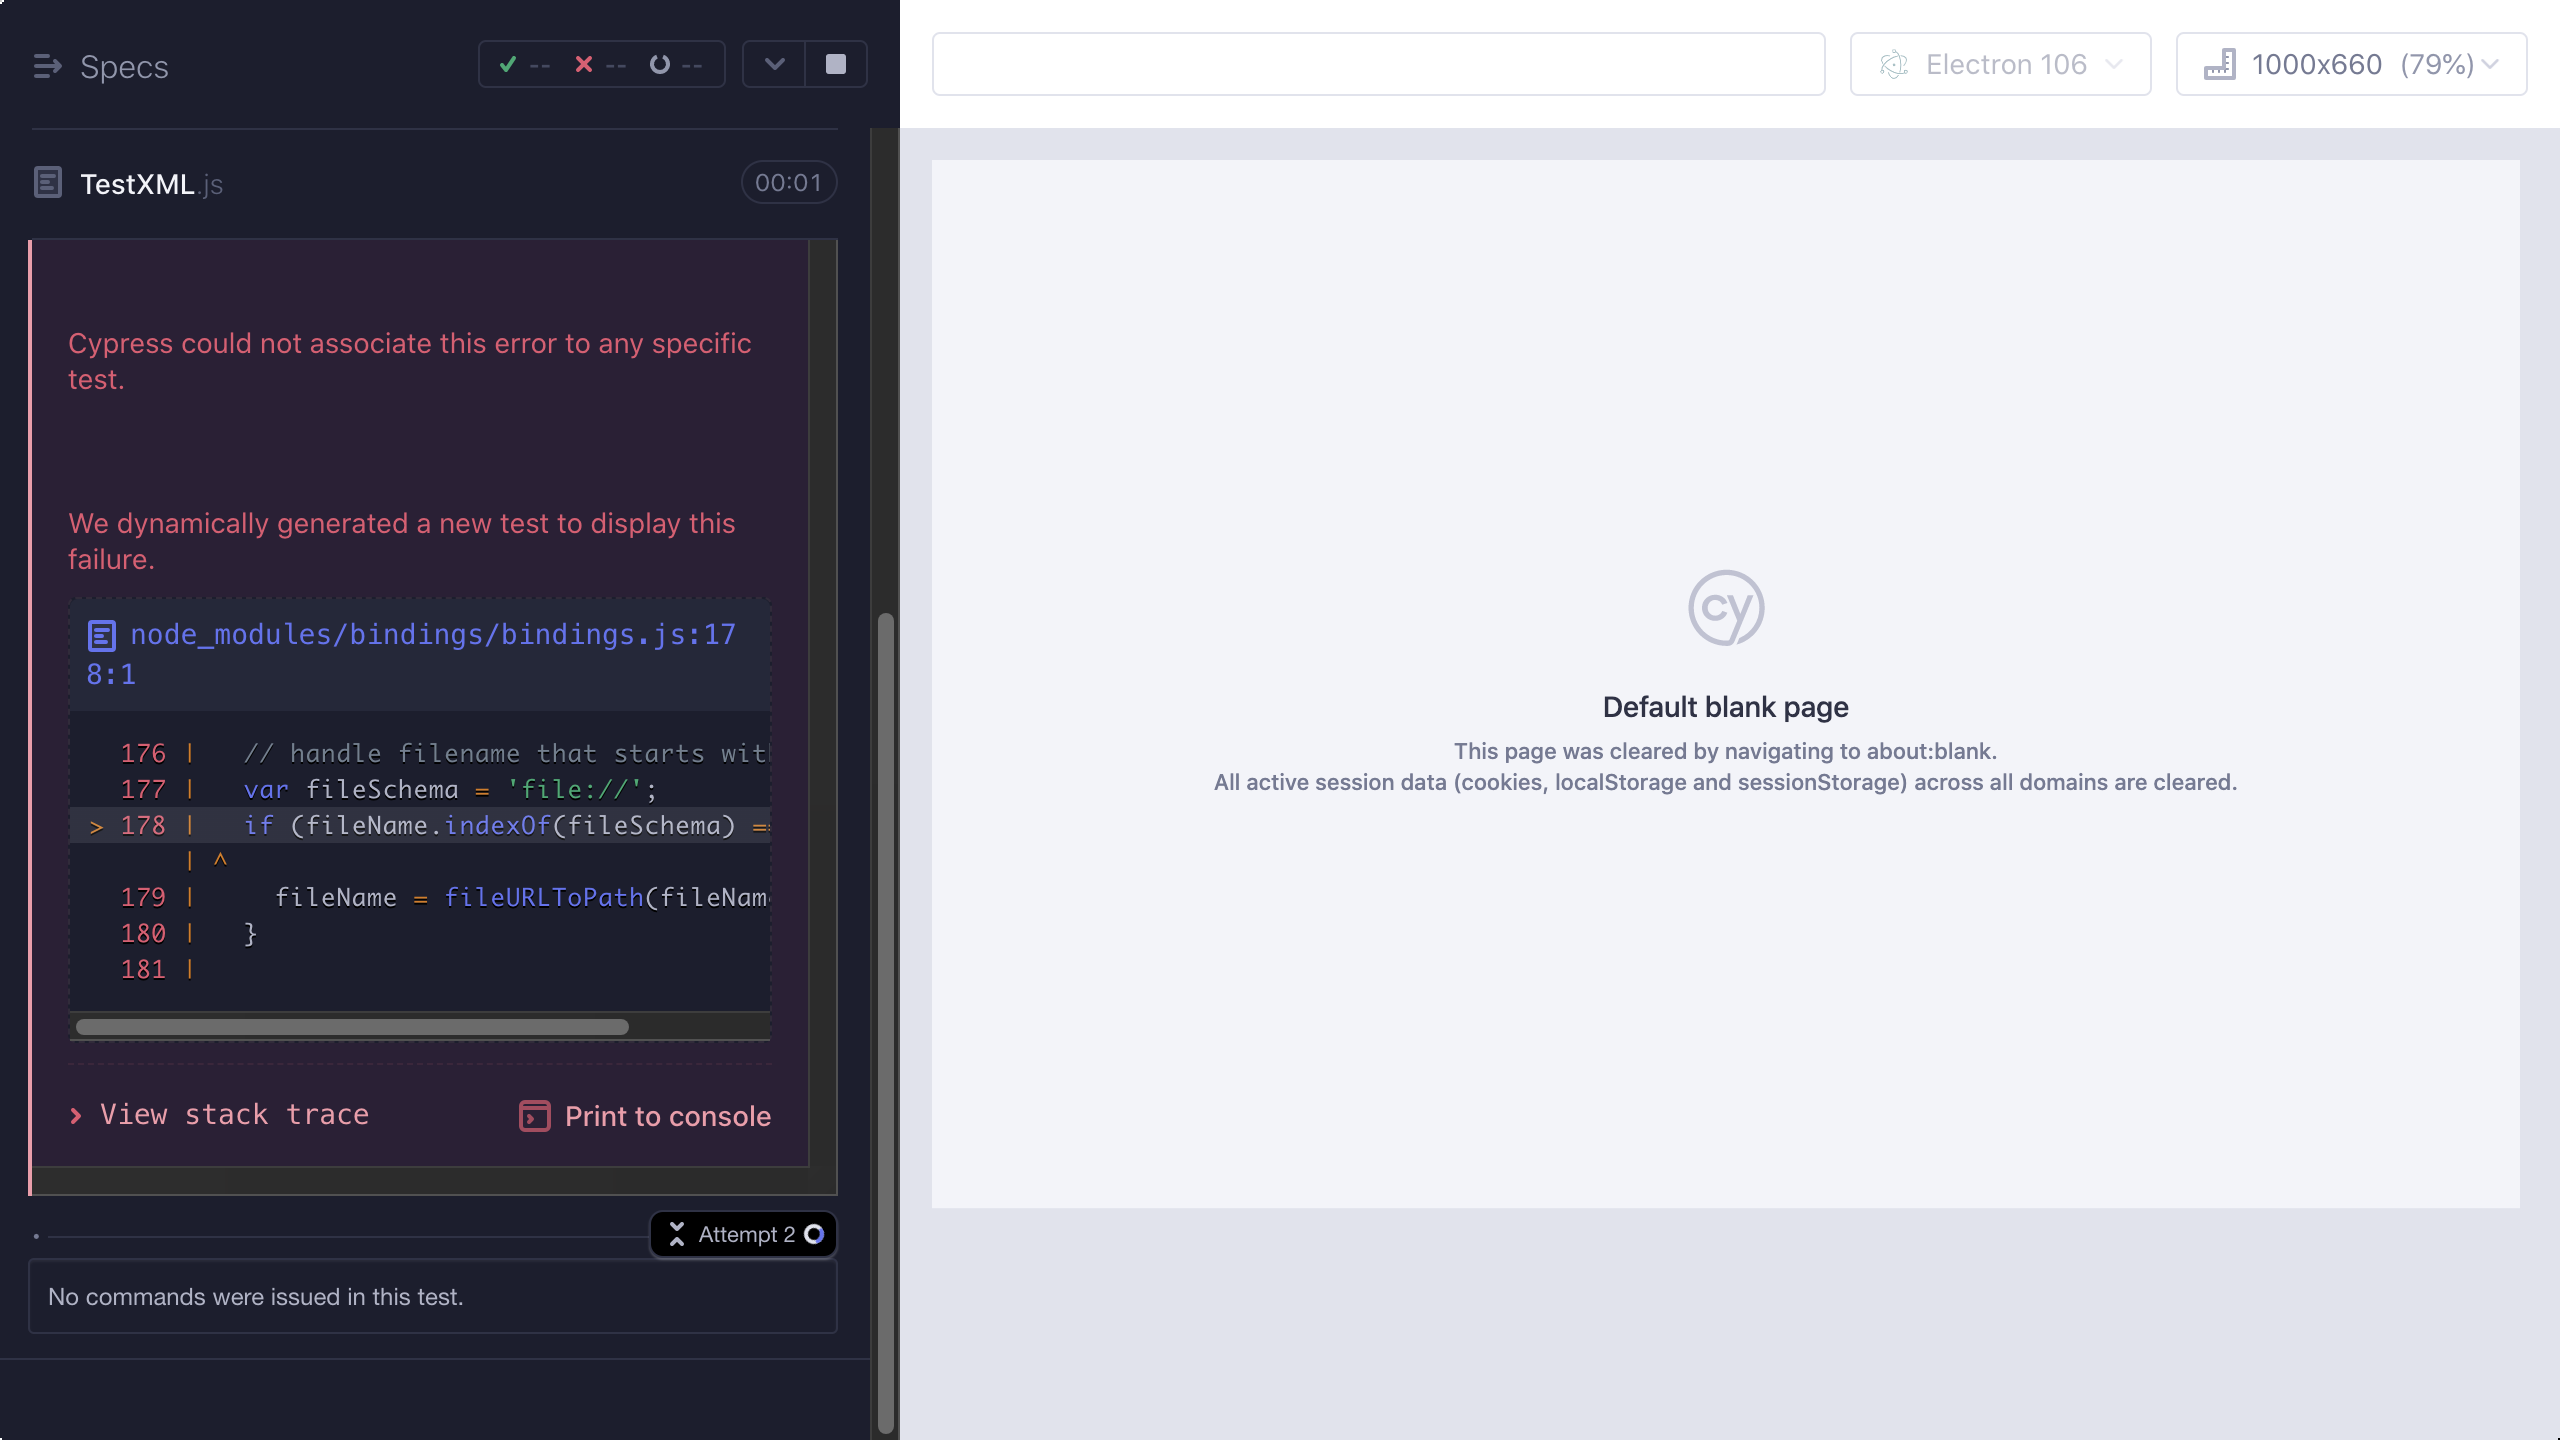 Specs
-- -- --
TestXML.js
00:01
Cypress could not associate this error to any specific
test.
We dynamically generated a new test to display this
failure.
node_modules/bindings/bindings.js:17
8:1
176 | // handle filename that starts with
177 | var fileSchema = 'file://';
> 178 | if (fileName.indexOf(fileSchema) ==
| ^
179 | fileName = fileURLToPath(fileNam
180 | }
181 |
View stack trace
Print to console
Attempt 2
No commands were issued in this test.
Electron 106
1000x660 (79%)
cy
Default blank page
This page was cleared by navigating to about:blank.
All active session data (cookies, localStorage and sessionStorage) across all domains are cleared.